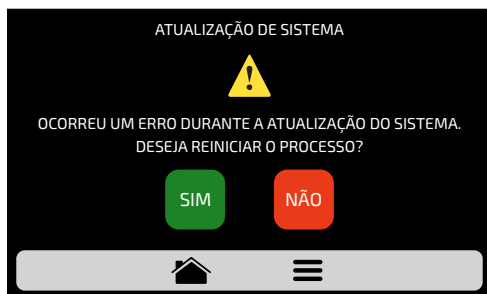 ATUALIZAÇÃO DE SISTEMA
OCORREU UM ERRO DURANTE A ATUALIZAÇÃO DO SISTEMA.
DESEJA REINICIAR O PROCESSO?
SIM
NÃO